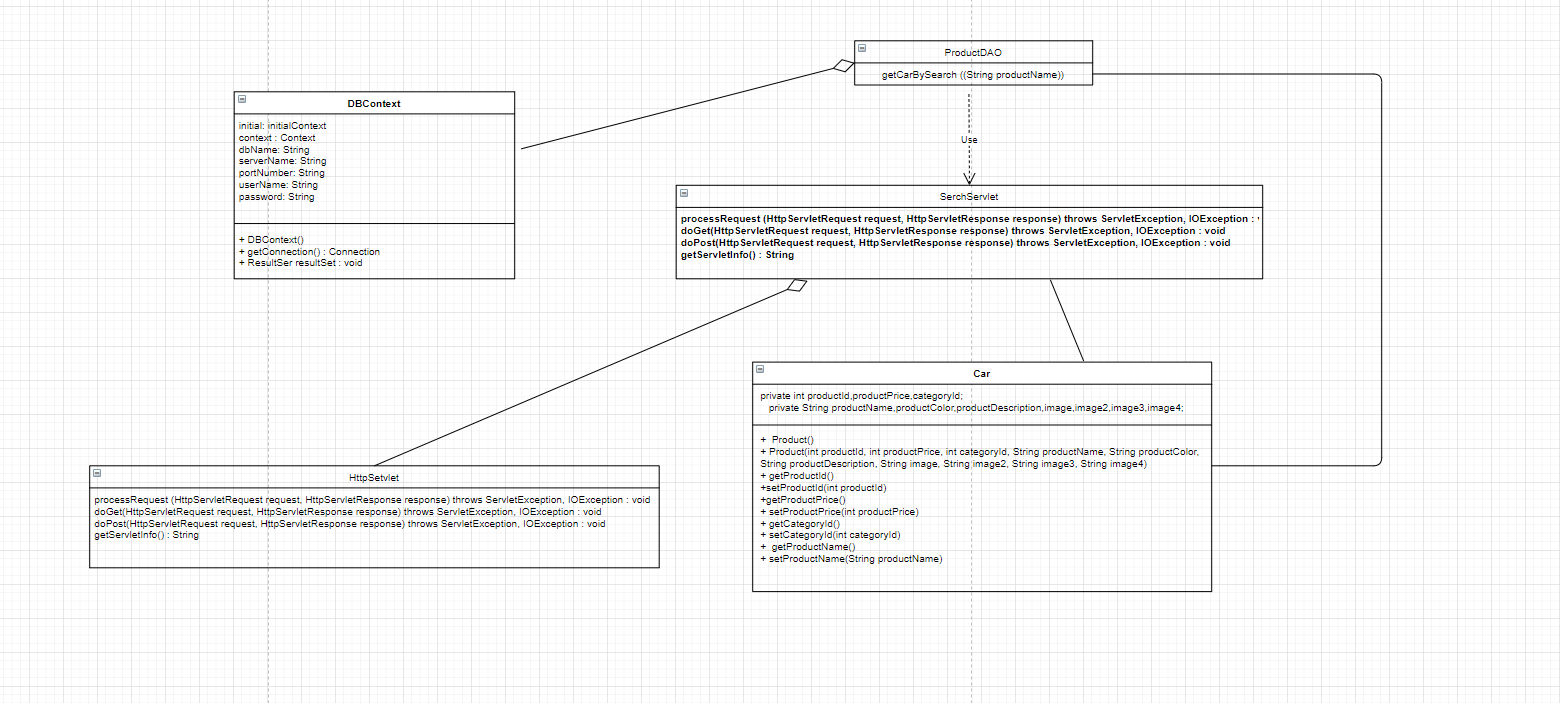 ProductDAO
getCarBySearch ((String productName))
DBContext
initial: initialContext
context : Context
dbName: String
serverName: String
portNumber: String
userName: String
password: String
+ DBContext()
+ getConnection() : Connection
+ ResultSer resultSet : void
Use
SerchServlet
processRequest (HttpServletRequest request, HttpServletResponse response) throws ServletException, IOException :
doGet(HttpServletRequest request, HttpServletResponse response) throws ServletException, IOException : void
doPost(HttpServletRequest request, HttpServletResponse response) throws ServletException, IOException : void
getServletInfo() : String
Car
private int productId,productPrice,categoryId;
private String productName,productColor,productDescription,image,image2,image3,image4;
+ Product()
+ Product(int productId, int productPrice, int categoryId, String productName, String productColor,
String productDescription, String image, String image2, String image3, String image4)
+ getProductId()
+setProductId(int productId)
+getProductPrice()
+ setProductPrice(int productPrice)
+ getCategoryId()
+ setCategoryId(int categoryId)
+ getProductName()
+ setProductName(String productName)
HttpSetvlet
processRequest (HttpServletRequest request, HttpServletResponse response) throws ServletException, IOException : void
doGet(HttpServletRequest request, HttpServletResponse response) throws ServletException, IOException : void
doPost(HttpServletRequest request, HttpServletResponse response) throws ServletException, IOException : void
getServletInfo() : String